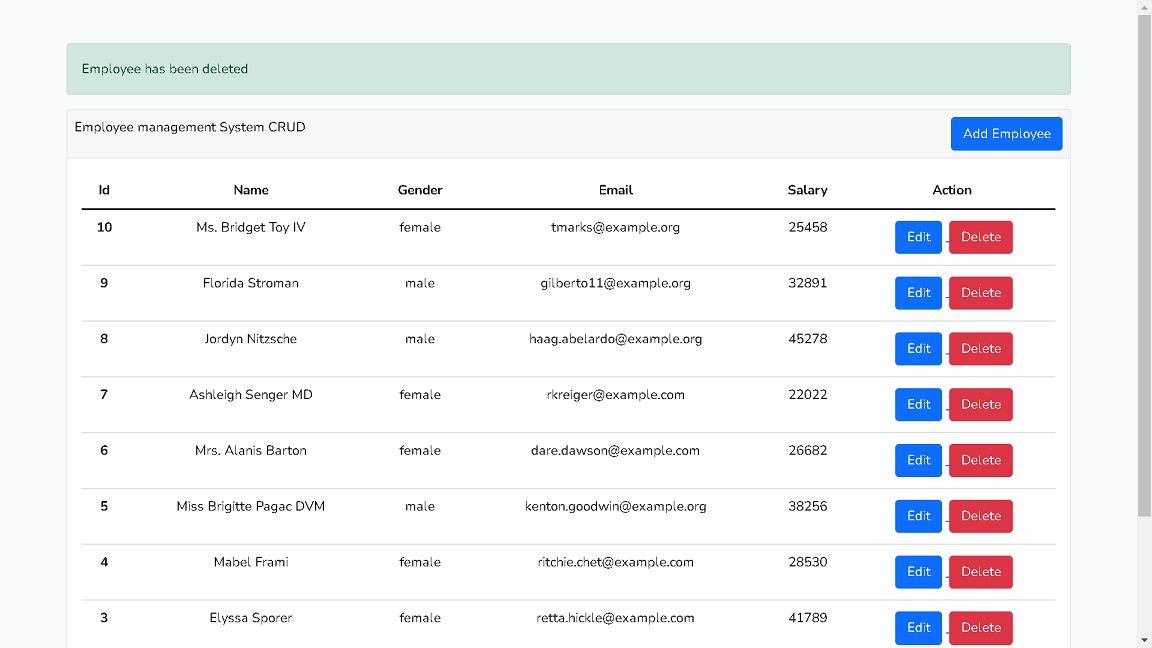 Employee has been deleted
Employee management System CRUD Add Employee
Id Name Gender Email Salary Action
10 Ms. Bridget Toy IV female tmarks@example.org 25458 Edit Delete
9 Florida Stroman male gilberto11@example.org 32891 Edit Delete
8 Jordyn Nitzsche male haag.abelardo@example.org 45278 Edit Delete
7 Ashleigh Senger MD female rkreiger@example.com 22022 Edit Delete
6 Mrs. Alanis Barton female dare.dawson@example.com 26682 Edit Delete
5 Miss Brigitte Pagac DVM male kenton.goodwin@example.org 38256 Edit Delete
4 Mabel Frami female ritchie.chet@example.com 28530 Edit Delete
3 Elyssa Sporer female retta.hickle@example.com 41789 Edit Delete